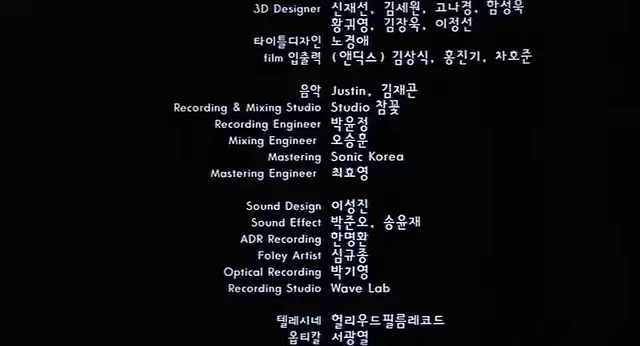 3D Designer 신재선, 김세원, 고나경, 함성욱
황귀영, 김장욱, 이정선
타이틀디자인 노경애
film 입출력 (앤딕스) 김상식, 홍진기, 차호준
음악 Justin, 김재곤
Recording & Mixing Studio Studio 참꽃
Recording Engineer 박윤정
Mixing Engineer 오승훈
Mastering Sonic Korea
Mastering Engineer 최효영
Sound Design 이성진
Sound Effect 박준오, 송윤재
ADR Recording 한명환
Foley Artist 심규종
Optical Recording 박기영
Recording Studio Wave Lab
텔레시네 헐리우드필름레코드
옵티칼 서광열